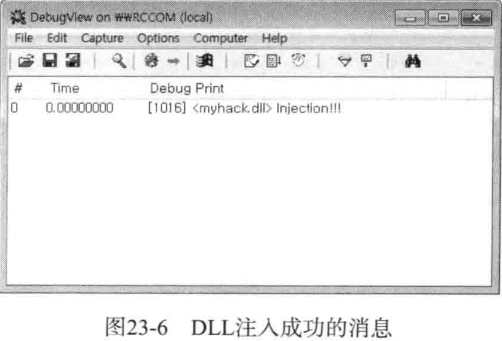 DebugView on ₩₩RCCOM (local)
File Edit Capture Options Computer Help
# Time Debug Print
0 0.00000000 [1016] <myhack.dll> Injection!!!
图23-6 DLL注入成功的消息